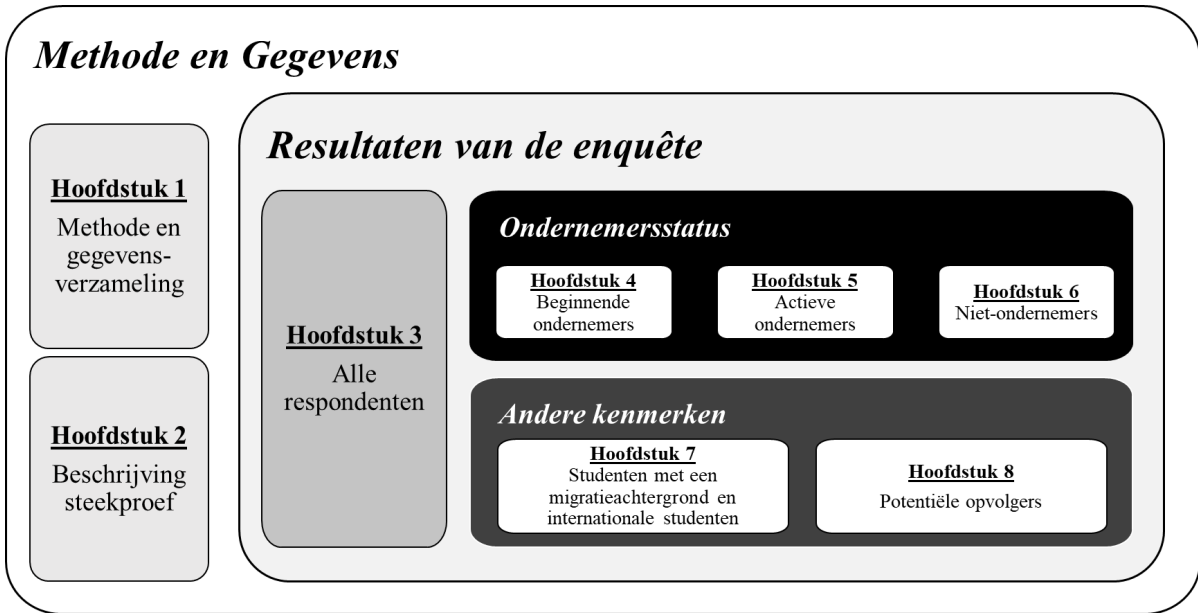 Methode en Gegevens
Hoofdstuk 1
Methode en
gegevens-
verzameling
Hoofdstuk 2
Beschrijving
steekproef
Resultaten van de enquête
Hoofdstuk 3
Alle
respondenten
Ondernemersstatus
Hoofdstuk 4
Beginnende
ondernemers
Hoofdstuk 5
Actieve
ondernemers
Hoofdstuk 6
Niet-ondernemers
Andere kenmerken
Hoofdstuk 7
Studenten met een
migratieachtergrond en
internationale studenten
Hoofdstuk 8
Potentiële opvolgers